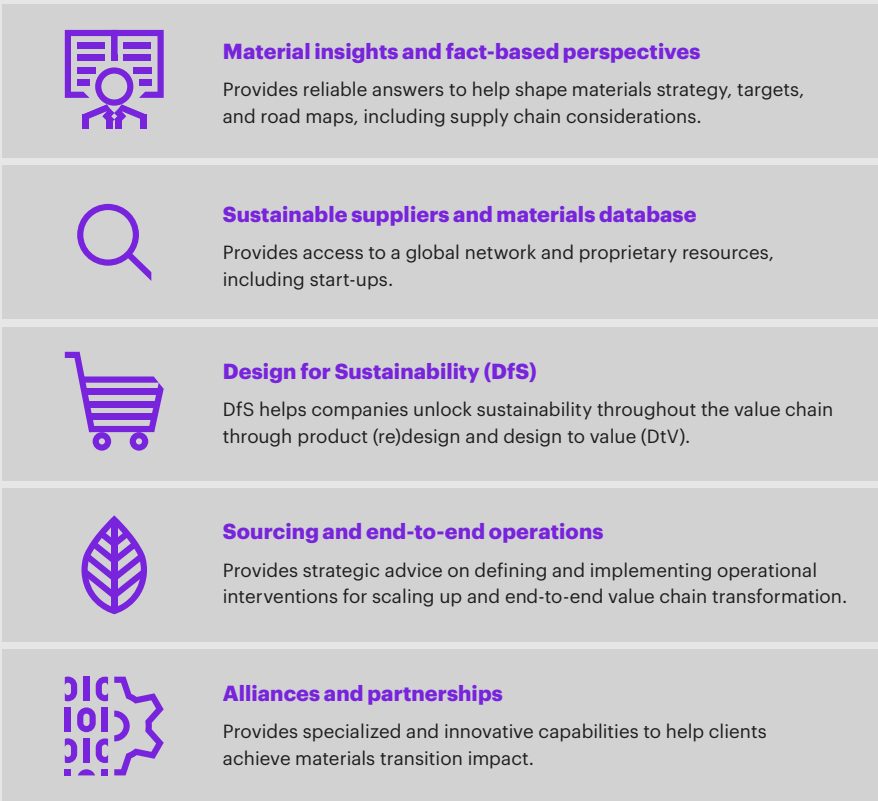 Material insights and fact-based perspectives
Provides reliable answers to help shape materials strategy, targets,
and road maps, including supply chain considerations.
Sustainable suppliers and materials database
Provides access to a global network and proprietary resources,
including start-ups.
Design for Sustainability (DfS)
DfS helps companies unlock sustainability throughout the value chain
through product (re)design and design to value (DtV).
Sourcing and end-to-end operations
Provides strategic advice on defining and implementing operational
interventions for scaling up and end-to-end value chain transformation.
Alliances and partnerships
Provides specialized and innovative capabilities to help clients
achieve materials transition impact.